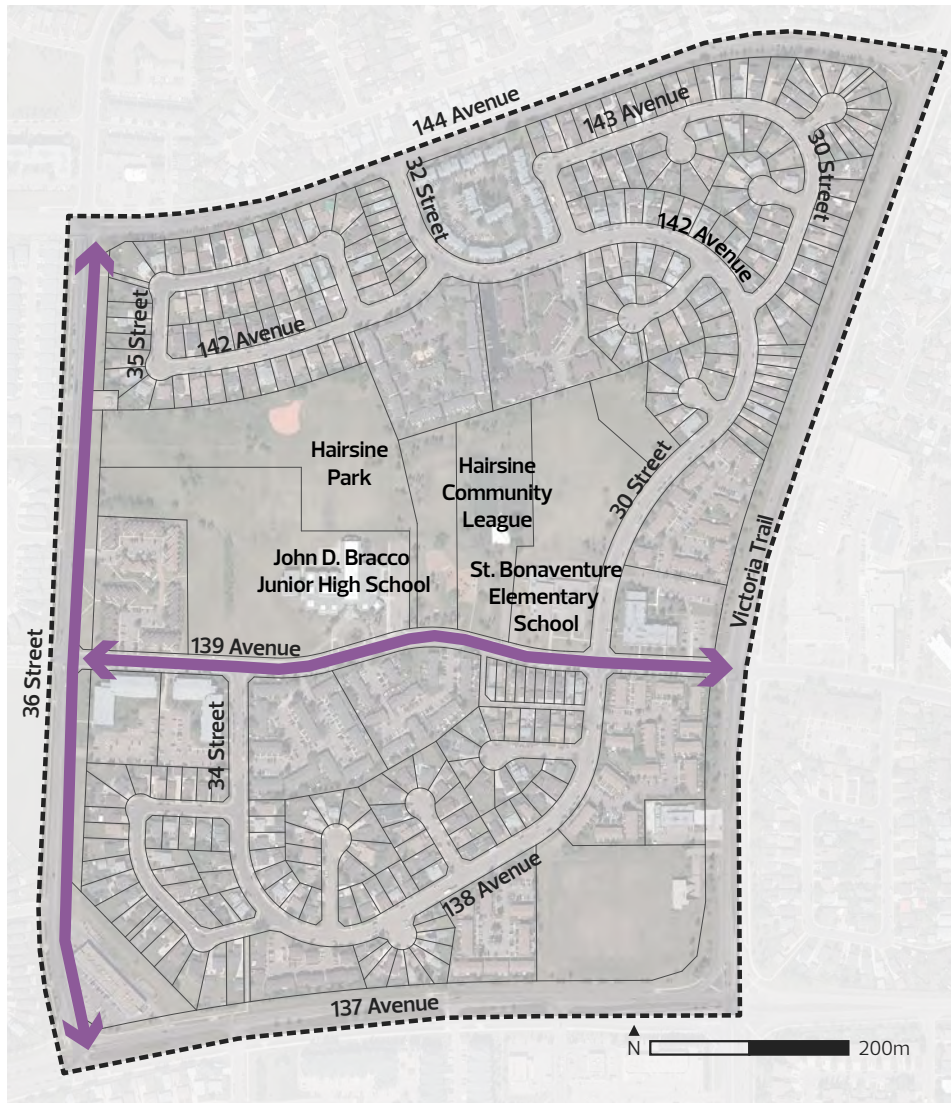 144 Avenue
143 Avenue
32 Street
30 Street
142 Avenue
35 Street
142 Avenue
Hairsine
Park
Hairsine
Community
League
30 Street
John D. Bracco
Junior High School
St. Bonaventure
Elementary
School
Victoria Trail
36 Street
139 Avenue
34 Street
138 Avenue
137 Avenue
N
200m